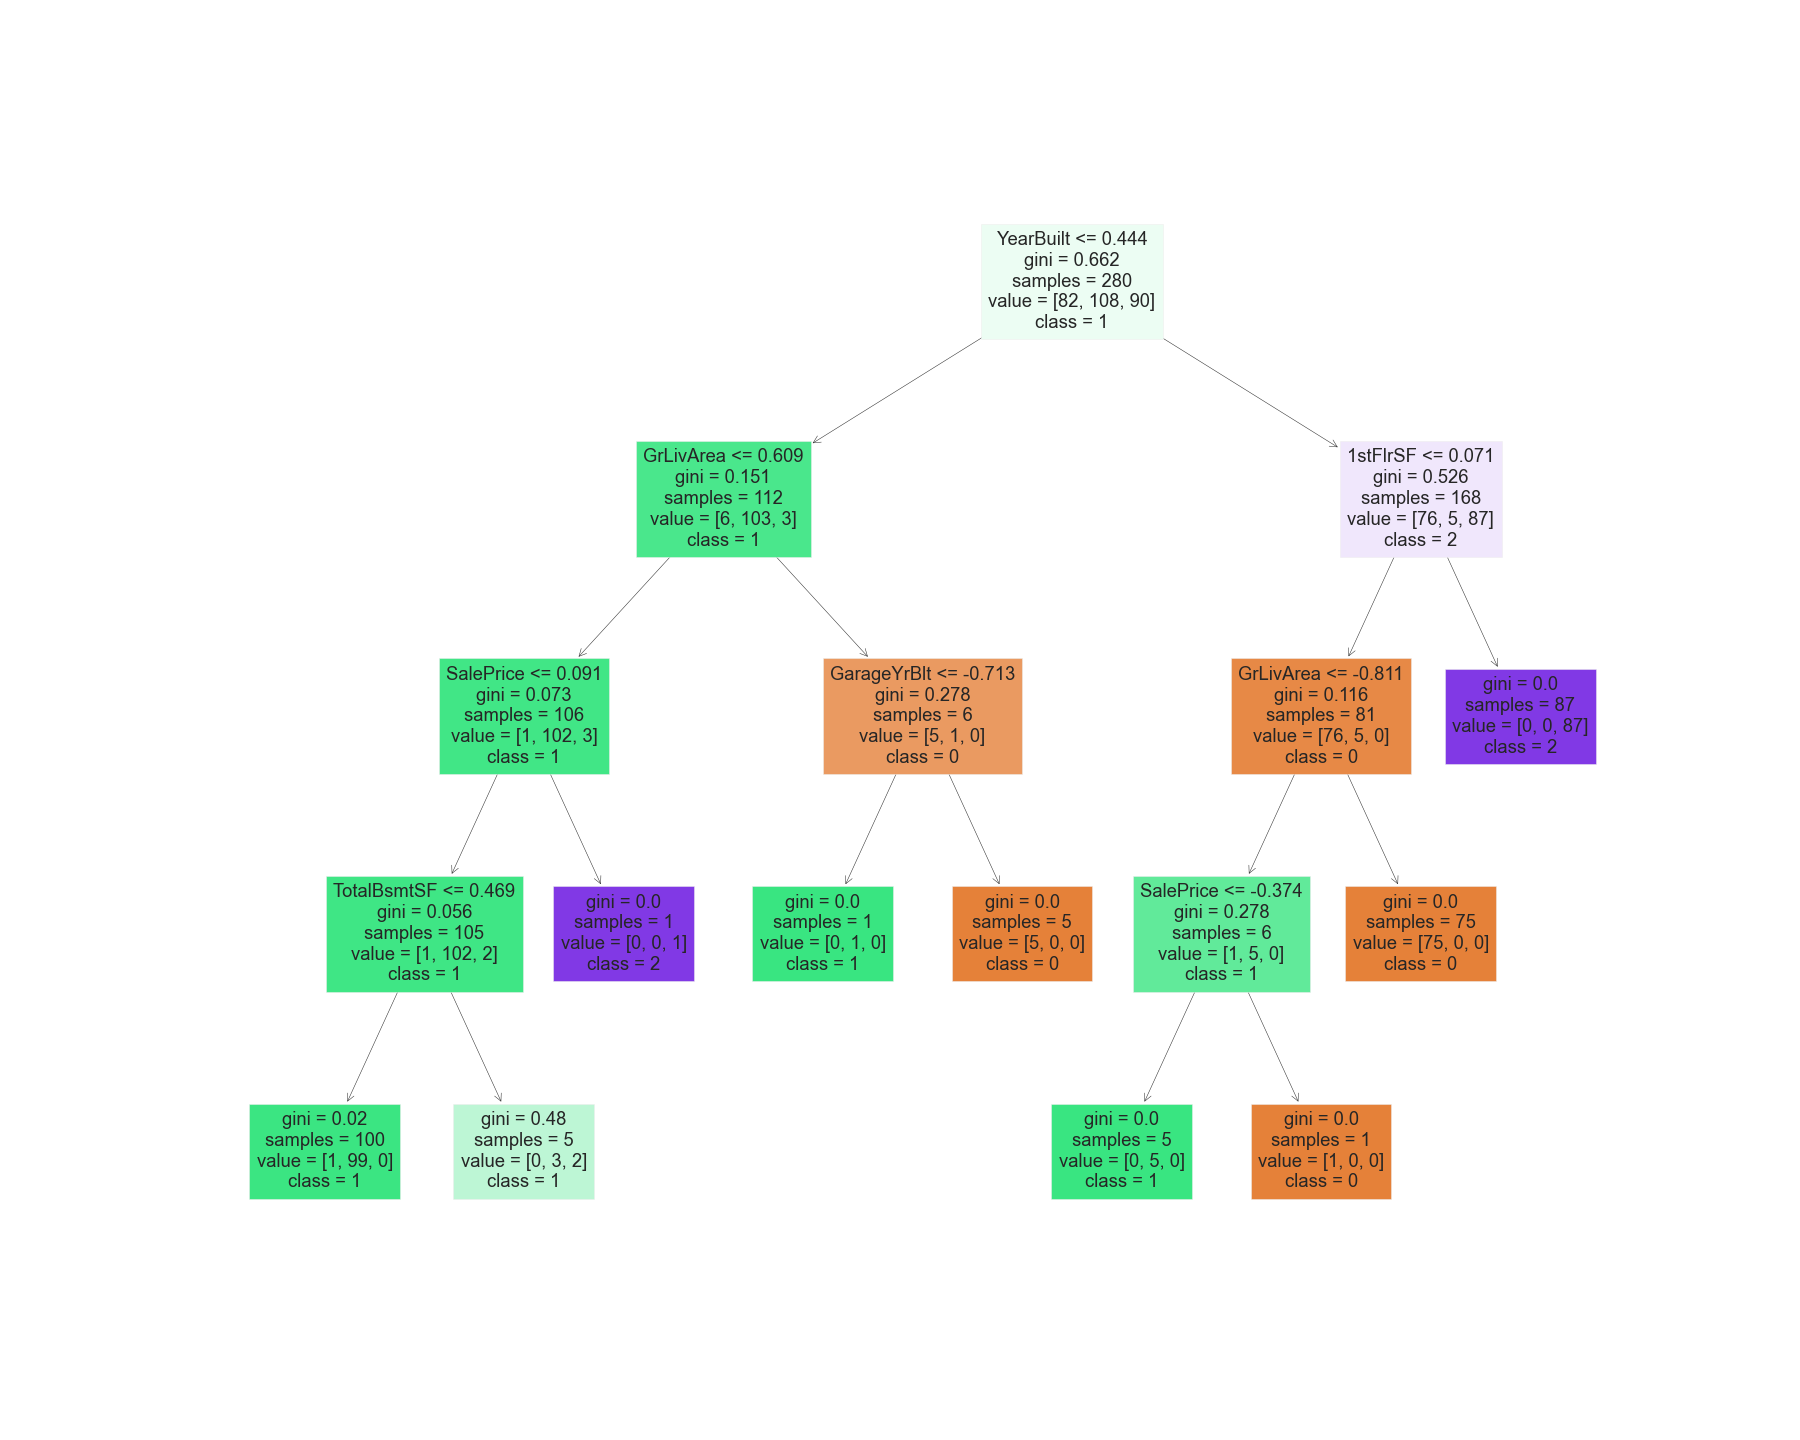 YearBuilt <= 0.444
gini = 0.662
samples = 280
value = [82, 108, 90]
class = 1
GrLivArea <= 0.609
gini = 0.151
samples = 112
value = [6, 103, 3]
class = 1
1stFlrSF <= 0.071
gini = 0.526
samples = 168
value = [76, 5, 87]
class = 2
SalePrice <= 0.091
gini = 0.073
samples = 106
value = [1, 102, 3]
class = 1
GarageYrBlt <= -0.713
gini = 0.278
samples = 6
value = [5, 1, 0]
class = 0
GrLivArea <= -0.811
gini = 0.116
samples = 81
value = [76, 5, 0]
class = 0
gini = 0.0
samples = 87
value = [0, 0, 87]
class = 2
TotalBsmtSF <= 0.469
gini = 0.056
samples = 105
value = [1, 102, 2]
class = 1
gini = 0.0
samples = 1
value = [0, 0, 1]
class = 2
gini = 0.0
samples = 1
value = [0, 1, 0]
class = 1
gini = 0.0
samples = 5
value = [5, 0, 0]
class = 0
SalePrice <= -0.374
gini = 0.278
samples = 6
value = [1, 5, 0]
class = 1
gini = 0.0
samples = 75
value = [75, 0, 0]
class = 0
gini = 0.02
samples = 100
value = [1, 99, 0]
class = 1
gini = 0.48
samples = 5
value = [0, 3, 2]
class = 1
gini = 0.0
samples = 5
value = [0, 5, 0]
class = 1
gini = 0.0
samples = 1
value = [1, 0, 0]
class = 0